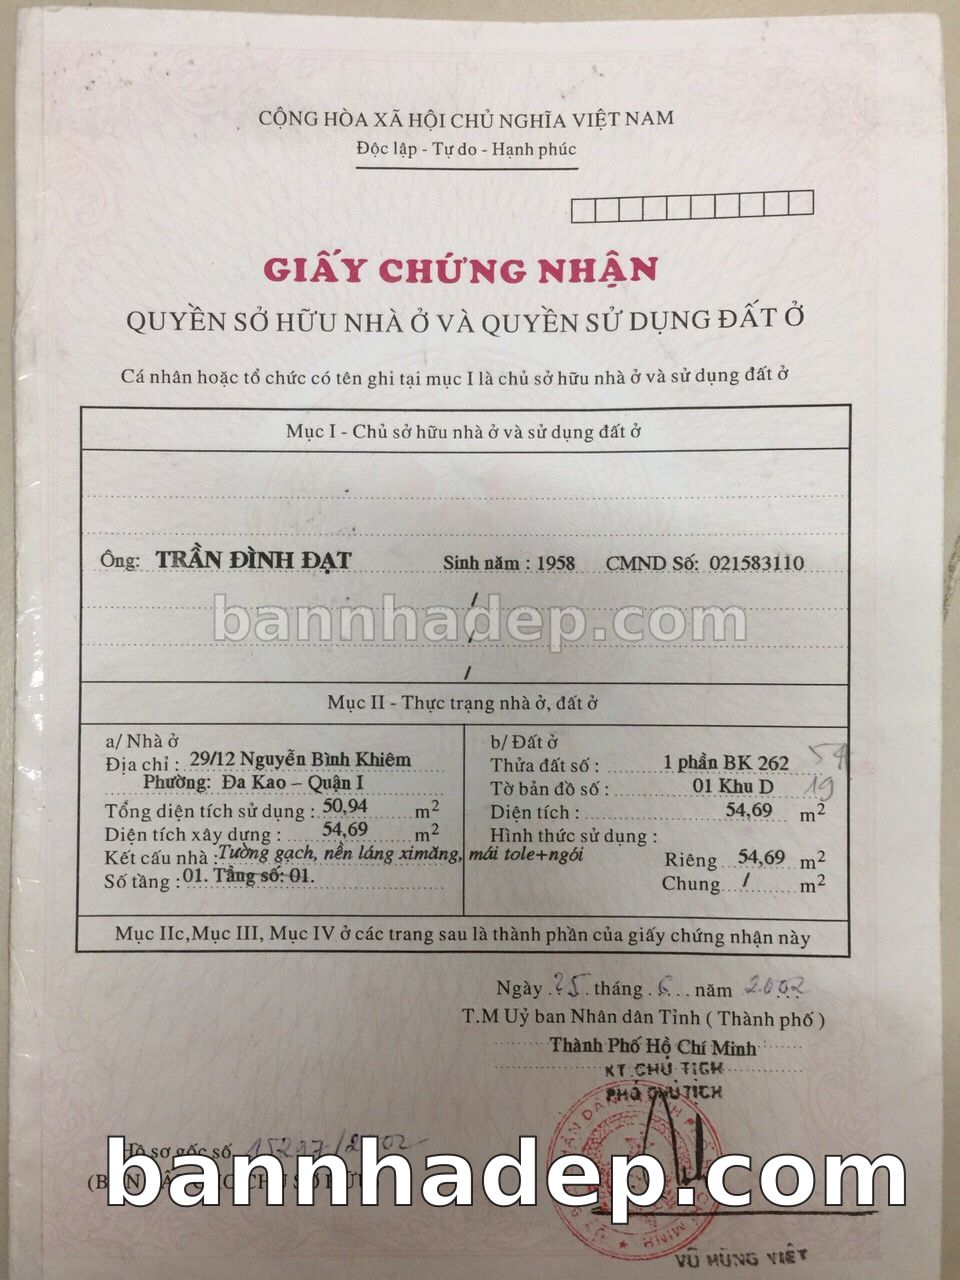 CỘNG HÒA XÃ HỘI CHỦ NGHĨA VIỆT NAM
Độc lập - Tự do - Hạnh phúc
GIẤY CHỨNG NHẬN
QUYỀN SỞ HỮU NHÀ Ở VÀ QUYỀN SỬ DỤNG ĐẤT Ở
Cá nhân hoặc tổ chức có tên ghi tại mục I là chủ sở hữu nhà ở và sử dụng đất ở
Mục I - Chủ sở hữu nhà ở và sử dụng đất ở
Ông: TRẦN ĐÌNH ĐẠT Sinh năm : 1958 CMND Số: 021583110
/
bannhadep.com
/
/
Mục II - Thực trạng nhà ở, đất ở
a/ Nhà ở
Địa chỉ : 29/12 Nguyễn Bình Khiêm
Phường: Đa Kao – Quận I
Tổng diện tích sử dụng : 50,94 m2
Diện tích xây dựng : 54,69 m2
Kết cấu nhà : Tường gạch, nền láng ximăng, mái tole+ngói
Số tầng : 01. Tầng số: 01.
b/ Đất ở
Thửa đất số : 1 phần BK 262
Tờ bản đồ số : 01 Khu D 19
Diện tích : 54,69 m2
Hình thức sử dụng :
Riêng 54,69 m2
Chung / m2
Mục IIc, Mục III, Mục IV ở các trang sau là thành phần của giấy chứng nhận này
Ngày 25 tháng 6 năm 2002
T.M Uỷ ban Nhân dân Tỉnh ( Thành phố )
Thành Phố Hồ Chí Minh
KT.CHỦ TỊCH
PHÓ CHỦ TỊCH
Hồ sơ gốc số
bannhadep.com
VŨ HÙNG VIỆT